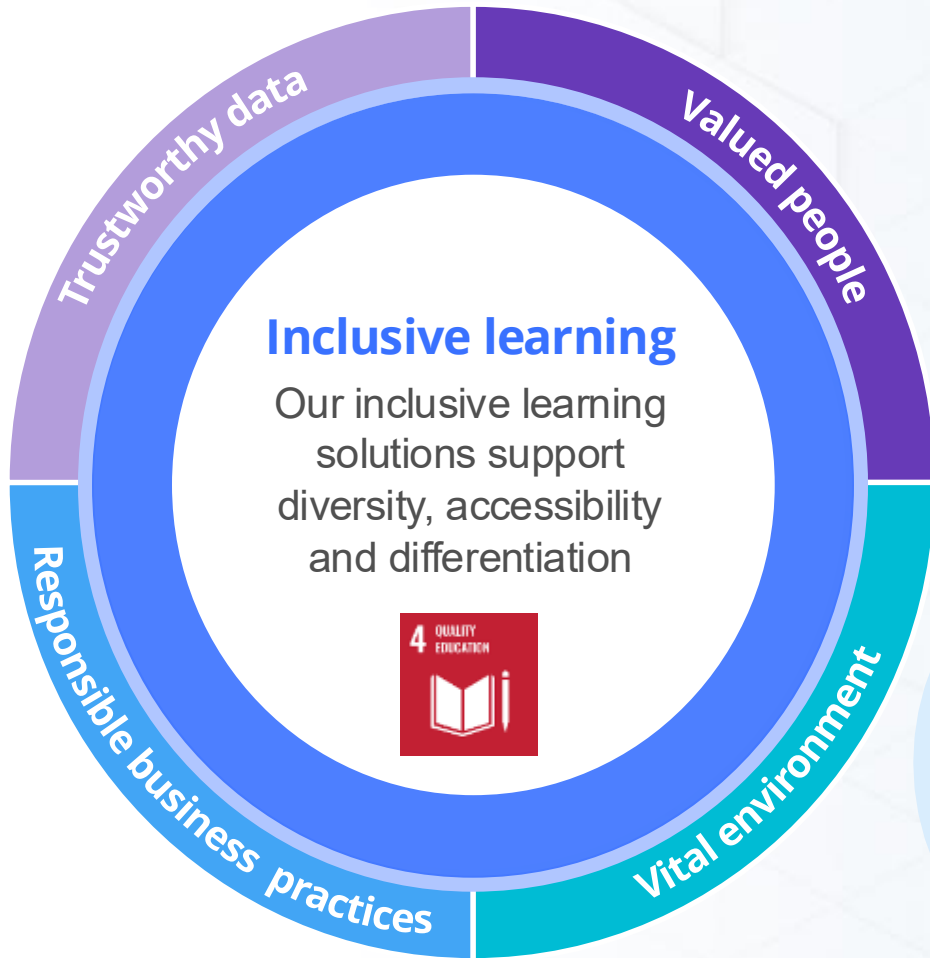 Trustworthy data
Valued people
Inclusive learning
Our inclusive learning
solutions support
diversity, accessibility
and differentiation
4 QUALITY
EDUCATION
Responsible business practices
Vital environment